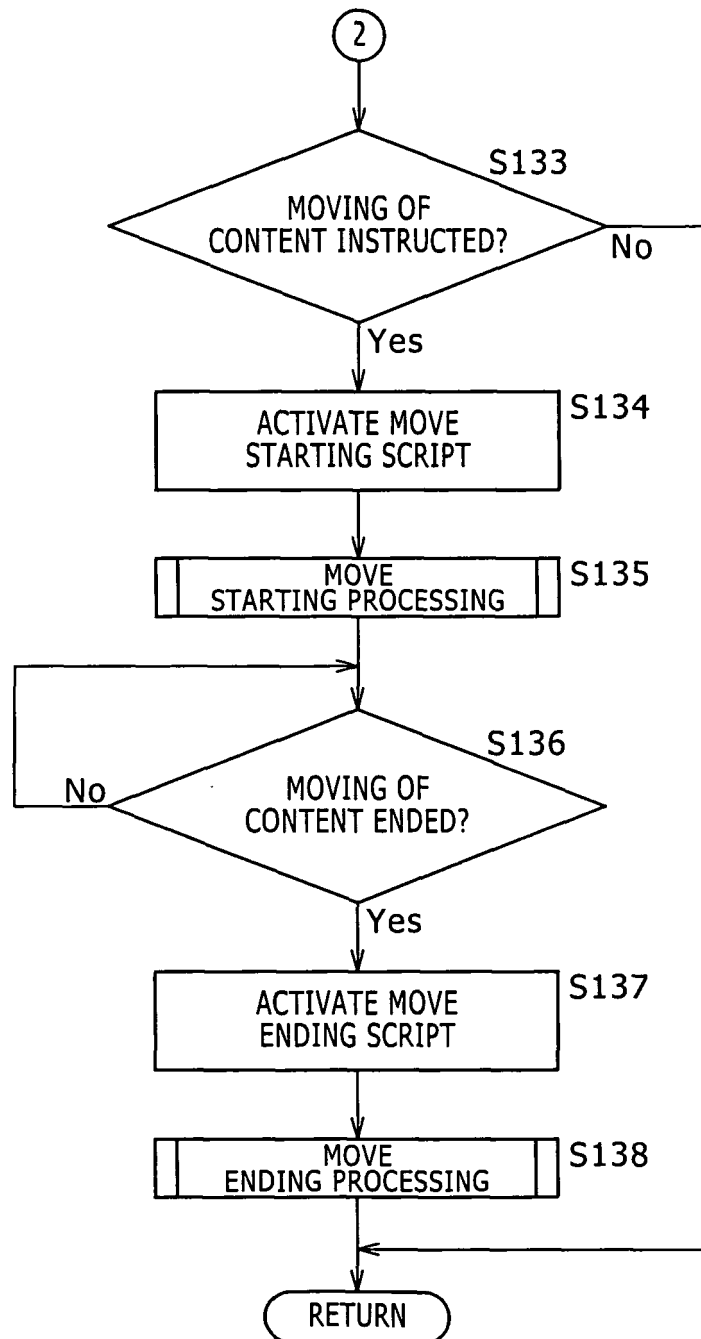 2
S133
MOVING OF
CONTENT INSTRUCTED?
No
Yes
ACTIVATE MOVE
STARTING SCRIPT
S134
MOVE
STARTING PROCESSING
S135
S136
MOVING OF
CONTENT ENDED?
No
Yes
ACTIVATE MOVE
ENDING SCRIPT
S137
MOVE
ENDING PROCESSING
S138
RETURN